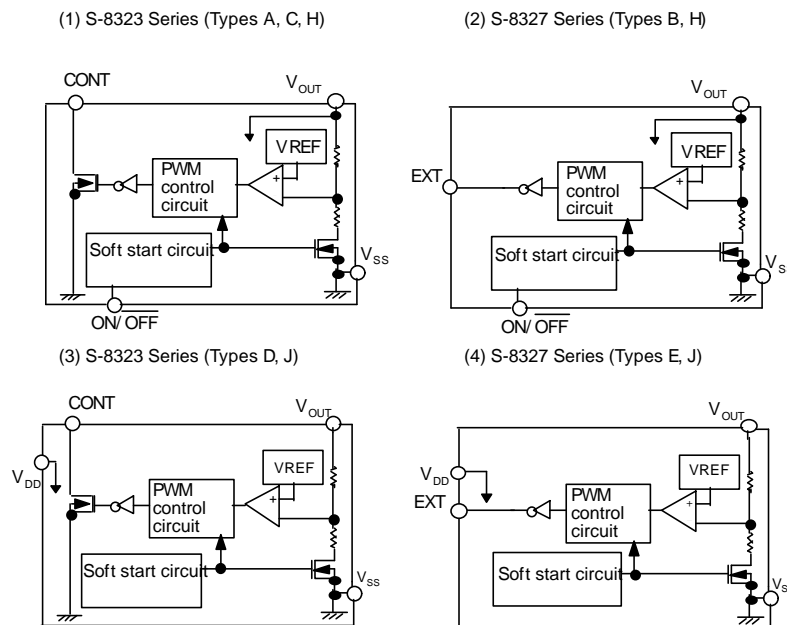 (1) S-8323 Series (Types A, C, H)
CONT
VOUT
VREF
+
PWM
control
circuit
Soft start circuit
VSS
ON/OFF
(2) S-8327 Series (Types B, H)
VOUT
VREF
EXT
+
PWM
control
circuit
Soft start circuit
VS
ON/OFF
(3) S-8323 Series (Types D, J)
CONT
VOUT
VDD
VREF
+
PWM
control
circuit
Soft start circuit
VSS
(4) S-8327 Series (Types E, J)
VOUT
VDD
VREF
EXT
+
PWM
control
circuit
Soft start circuit
VS